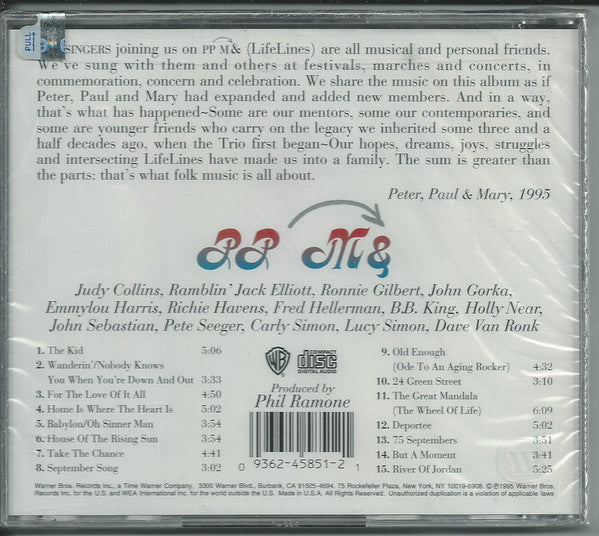 PULL
SINGERS joining us on PP M& (LifeLines) are all musical and personal friends.
We've sung with them and others at festivals, marches and concerts, in
commemoration, concern and celebration. We share the music on this album as if
Peter, Paul and Mary had expanded and added new members. And in a way,
that's what has happened~Some are our mentors, some our contemporaries, and
some are younger friends who carry on the legacy we inherited some three and a
half decades ago, when the Trio first began~Our hopes, dreams, joys, struggles
and intersecting LifeLines have made us into a family. The sum is greater than
the parts: that's what folk music is all about.
Peter, Paul & Mary, 1995
PP M&
Judy Collins, Ramblin' Jack Elliott, Ronnie Gilbert, John Gorka,
Emmylou Harris, Richie Havens, Fred Hellerman, B.B. King, Holly Near,
John Sebastian, Pete Seeger, Carly Simon, Lucy Simon, Dave Van Ronk
1. The Kid 5:06
2. Wanderin'/Nobody Knows
You When You're Down And Out 3:33
3. For The Love Of It All 4:50
4. Home Is Where The Heart Is 5:02
5. Babylon/Oh Sinner Man 3:54
6. House Of The Rising Sun 3:54
7. Take The Chance 4:41
8. September Song 3:02
WB
COMPACT
disc
DIGITAL AUDIO
Produced by
Phil Ramone
0 9362-45851-2 1
9. Old Enough
(Ode To An Aging Rocker) 4:32
10. 24 Green Street 3:10
11. The Great Mandala
(The Wheel Of Life) 6:09
12. Deportee 5:02
13. 75 Septembers 3:51
14. But A Moment 4:41
15. River Of Jordan 5:25
Warner Bros. Records Inc., a Time Warner Company. 3300 Warner Blvd., Burbank, CA 91505-4694. 75 Rockefeller Plaza, New York, NY 10019-6908. ©℗1995 Warner Bros.
Records Inc. for the U.S. and WEA International Inc. for the world outside the U.S. Made in U.S.A. All Rights Reserved. Unauthorized duplication is a violation of applicable laws